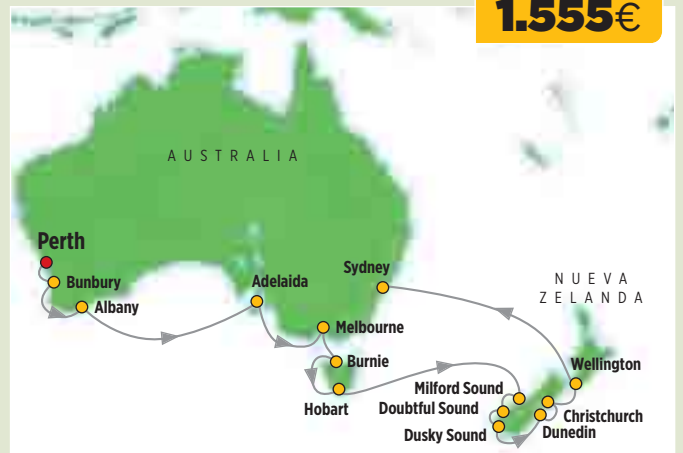 1.555€
AUSTRALIA
Perth
Bunbury
Albany
Adelaida
Sydney
NUEVA
ZELANDA
Melbourne
Burnie
Hobart
Wellington
Milford Sound
Doubtful Sound
Dusky Sound
Christchurch
Dunedin